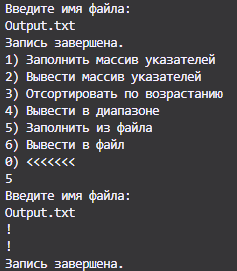 Введите имя файла:
Output.txt
Запись завершена.
1) Заполнить массив указателей
2) Вывести массив указателей
3) Отсортировать по возрастанию
4) Вывести в диапазоне
5) Заполнить из файла
6) Вывести в файл
0) <<<<<<<
5
Введите имя файла:
Output.txt
!
!
Запись завершена.